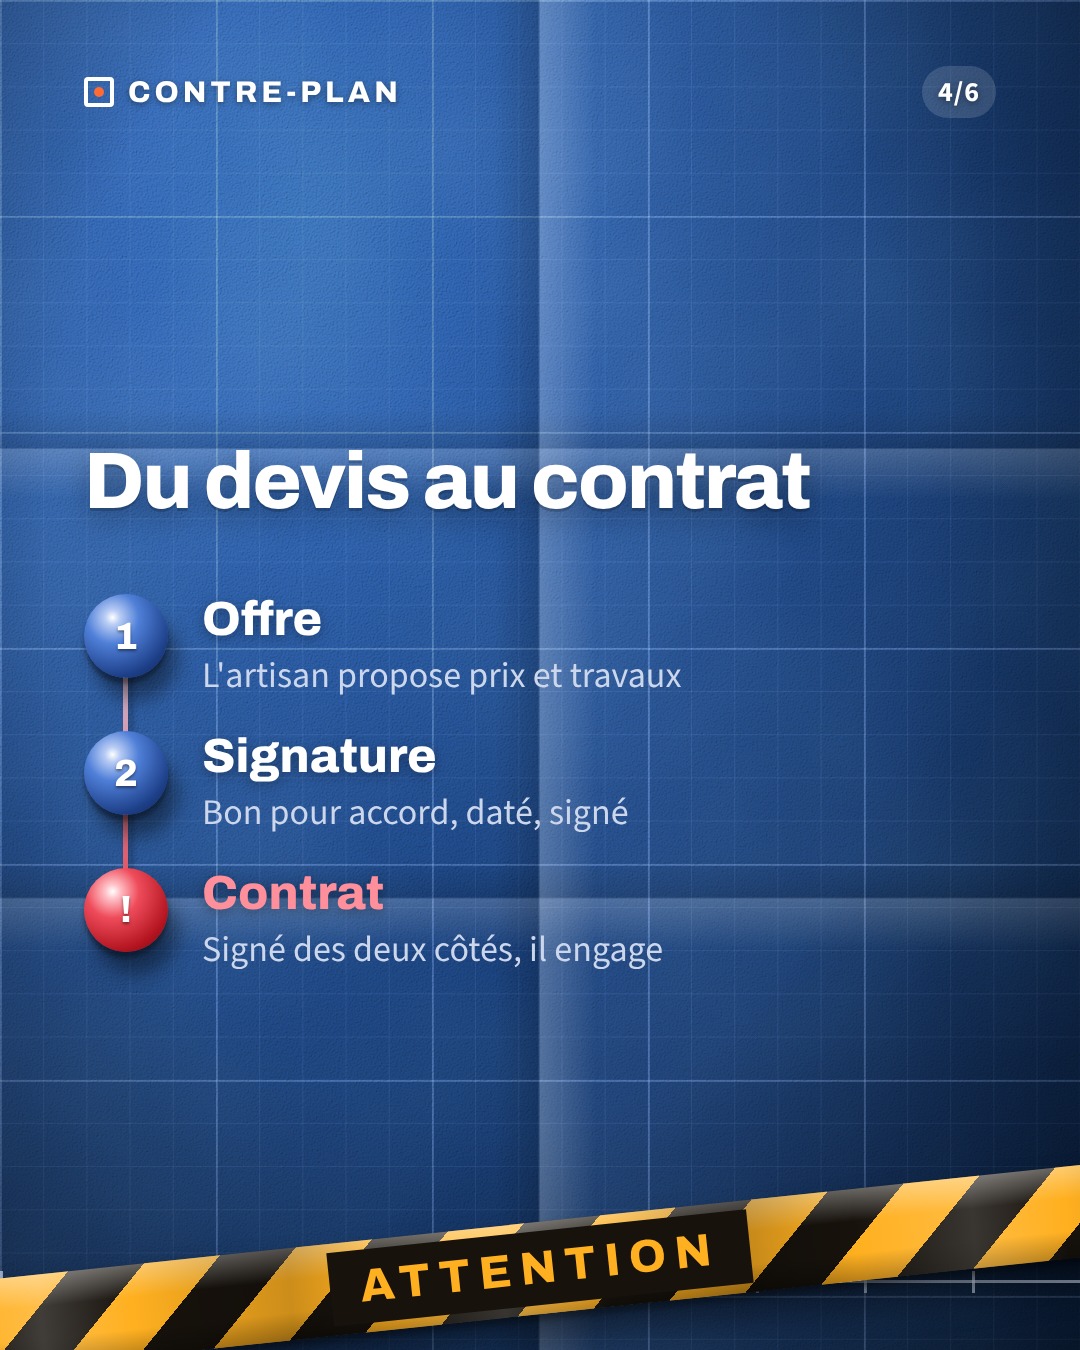 CONTRE-PLAN
4/6
Du devis au contrat
1
Offre
L'artisan propose prix et travaux
2
Signature
Bon pour accord, daté, signé
!
Contrat
Signé des deux côtés, il engage
ATTENTION